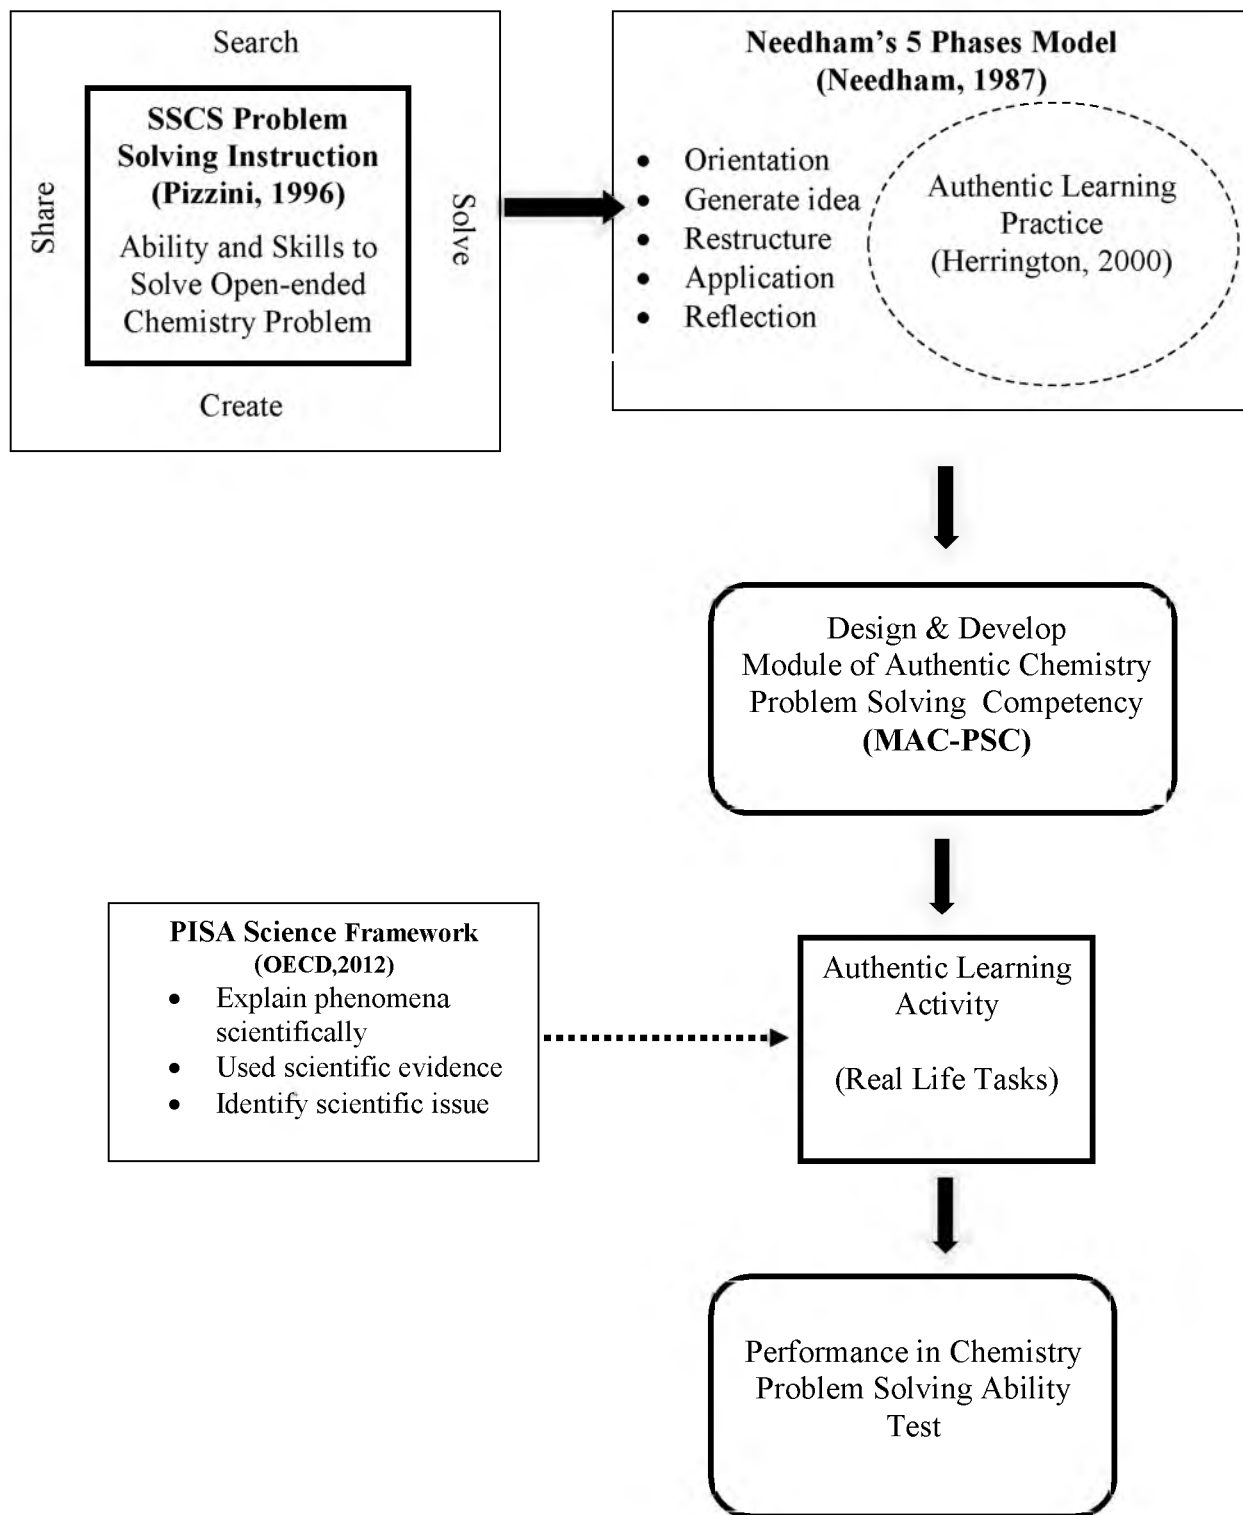 Search
SSCS Problem
Solving Instruction
(Pizzini, 1996)
Ability and Skills to
Solve Open-ended
Chemistry Problem
Share
Solve
Create
Needham’s 5 Phases Model
(Needham, 1987)
• Orientation
• Generate idea
• Restructure
• Application
• Reflection
Authentic Learning
Practice
(Herrington, 2000)
Design & Develop
Module of Authentic Chemistry
Problem Solving Competency
(MAC-PSC)
PISA Science Framework
(OECD,2012)
• Explain phenomena
scientifically
• Used scientific evidence
• Identify scientific issue
Authentic Learning
Activity
(Real Life Tasks)
Performance in Chemistry
Problem Solving Ability
Test